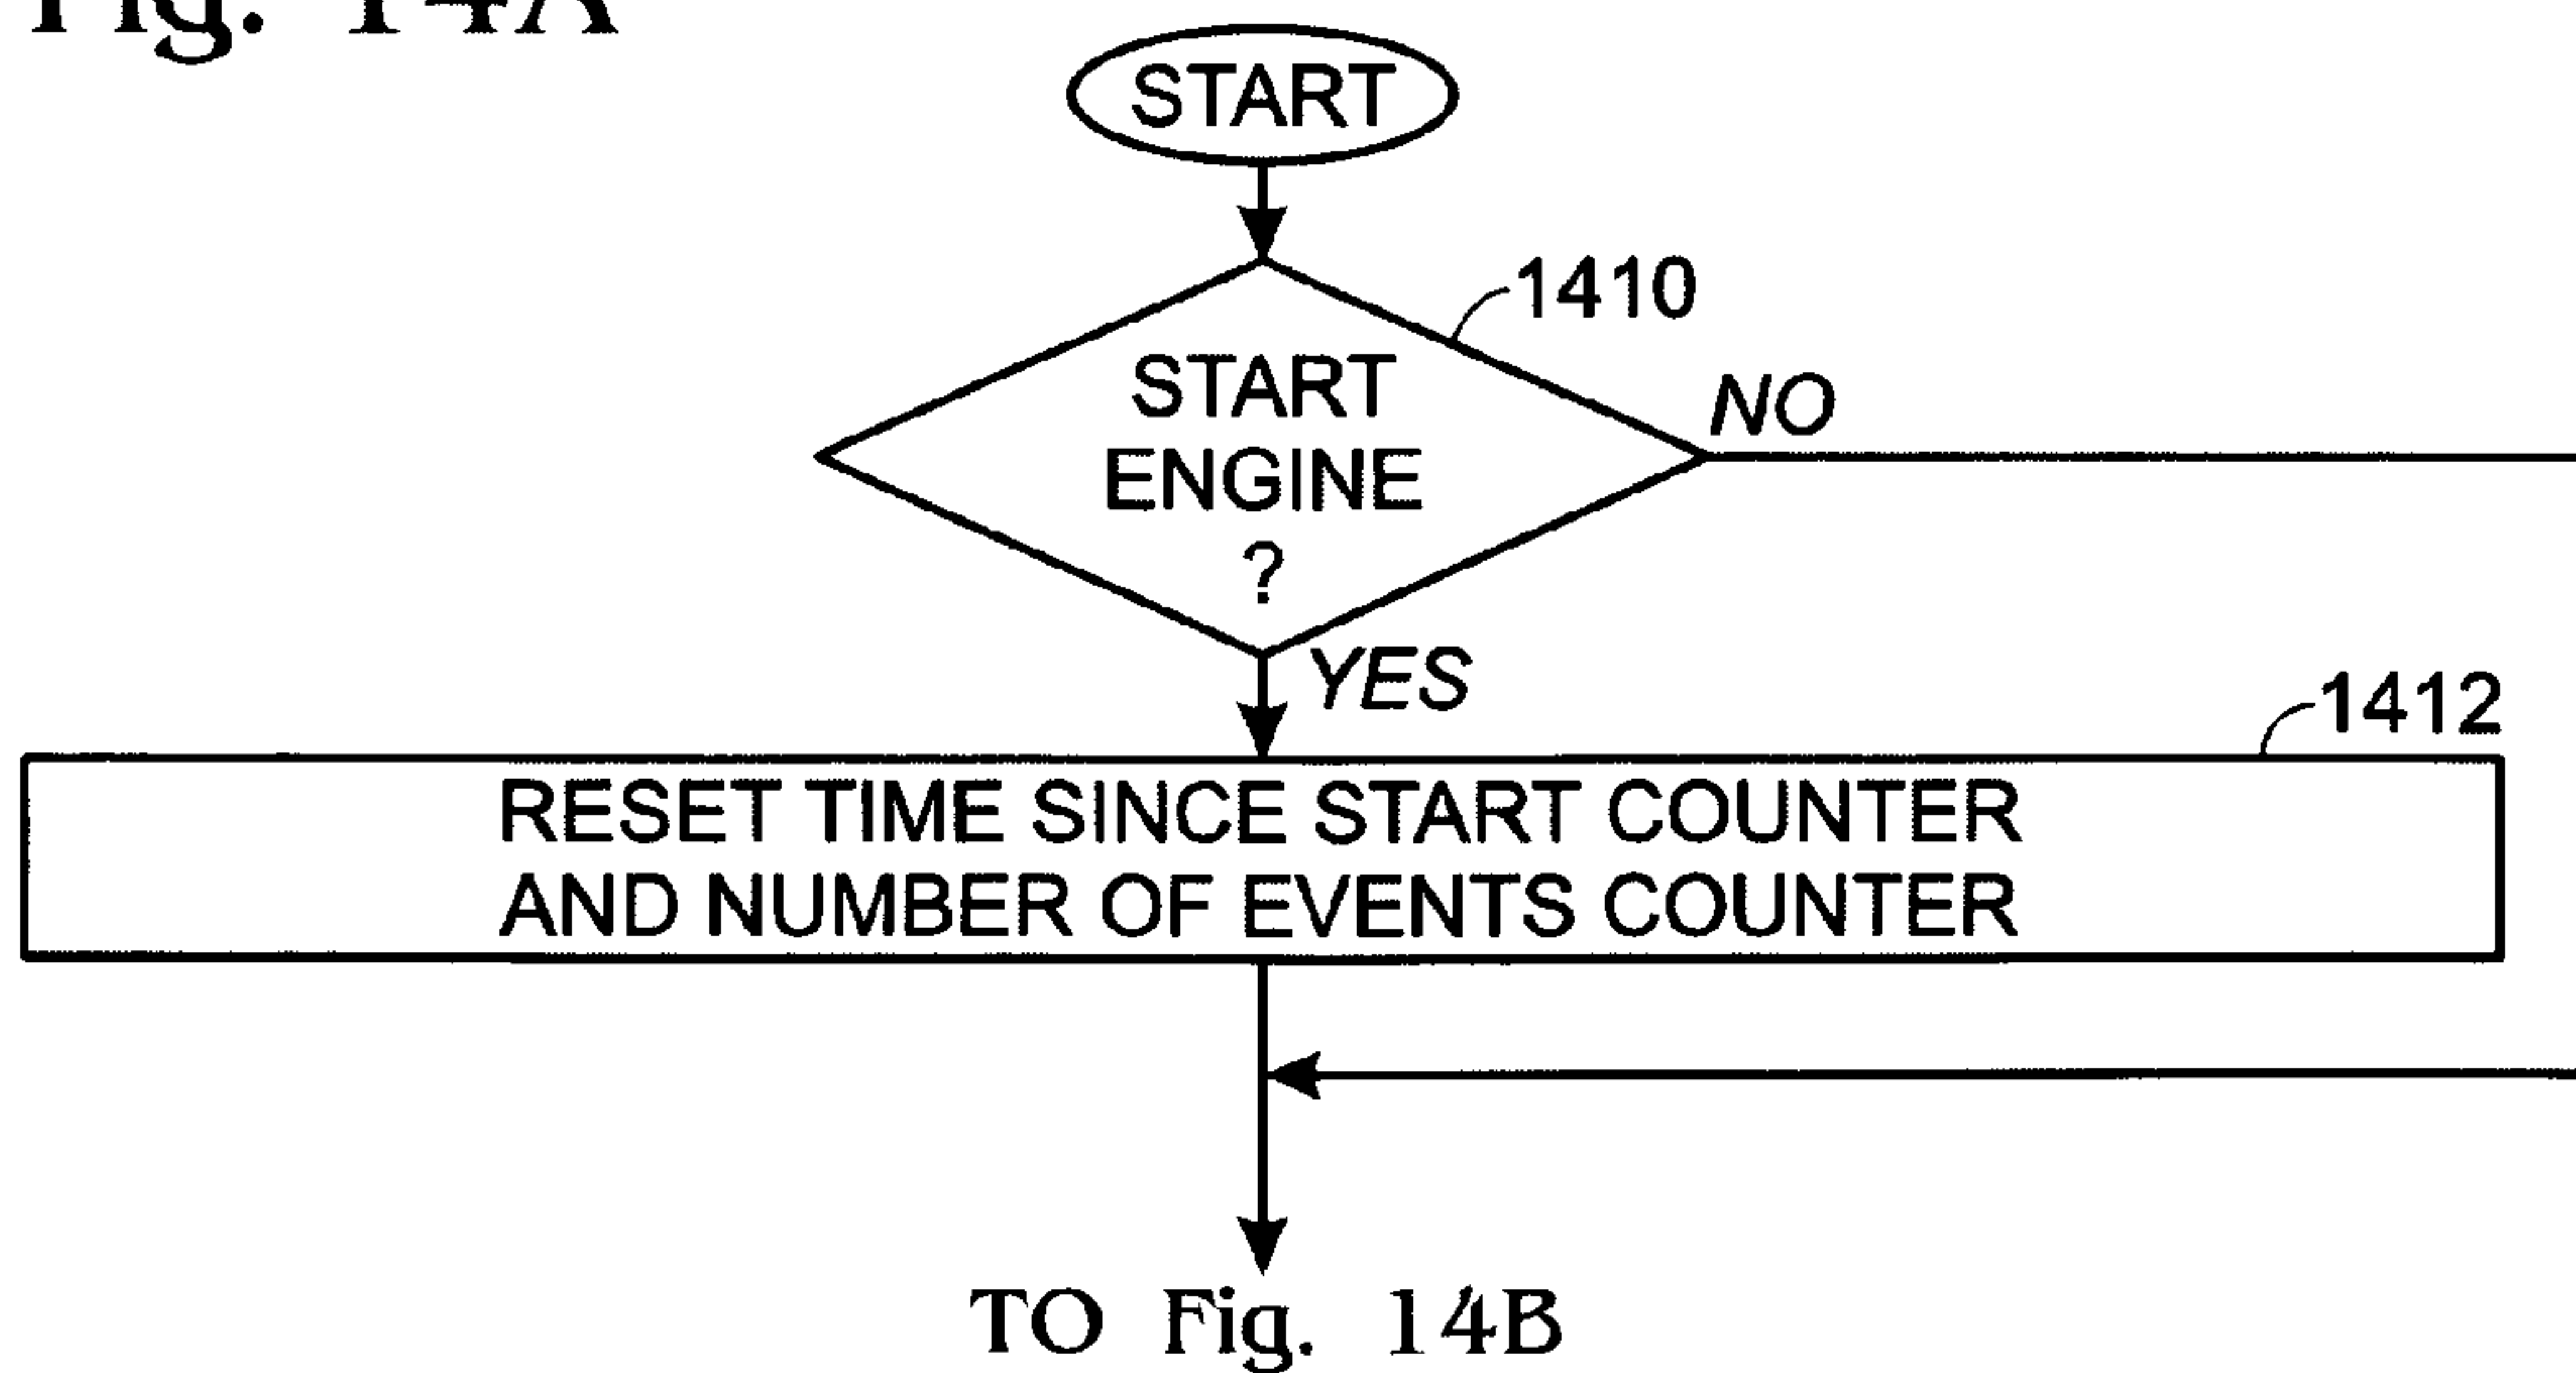 Fig. 14A
START
1410
START
ENGINE
?
NO
YES
1412
RESET TIME SINCE START COUNTER
AND NUMBER OF EVENTS COUNTER
TO Fig. 14B